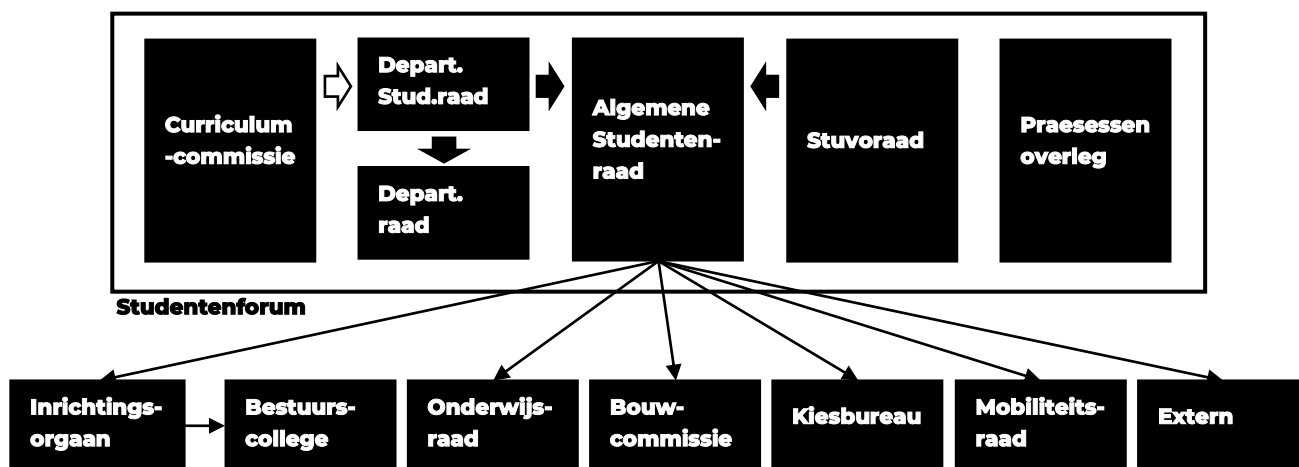 Curriculum
-commissie
Depart.
Stud.raad
Depart.
raad
Algemene
Studenten-
raad
Stuvoraad
Praesessen
overleg
Studentenforum
Inrichtings-
orgaan
Bestuurs-
college
Onderwijs-
raad
Bouw-
commissie
Kiesbureau
Mobiliteits-
raad
Extern